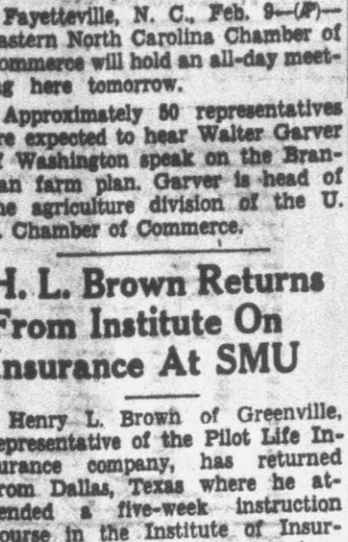 Fayetteville, N. C., Feb. 9—(AP)—
astern North Carolina Chamber of
ommerce will hold an all-day meet-
g here tomorrow.
Approximately 50 representatives
re expected to hear Walter Garver
f Washington speak on the Bran-
an farm plan. Garver is head of
he agriculture division of the U.
. Chamber of Commerce.
H. L. Brown Returns
From Institute On
Insurance At SMU
Henry L. Brown of Greenville,
epresentative of the Pilot Life In-
urance company, has returned
rom Dallas, Texas where he at-
ended a five-week instruction
ourse in the Institute of Insur-